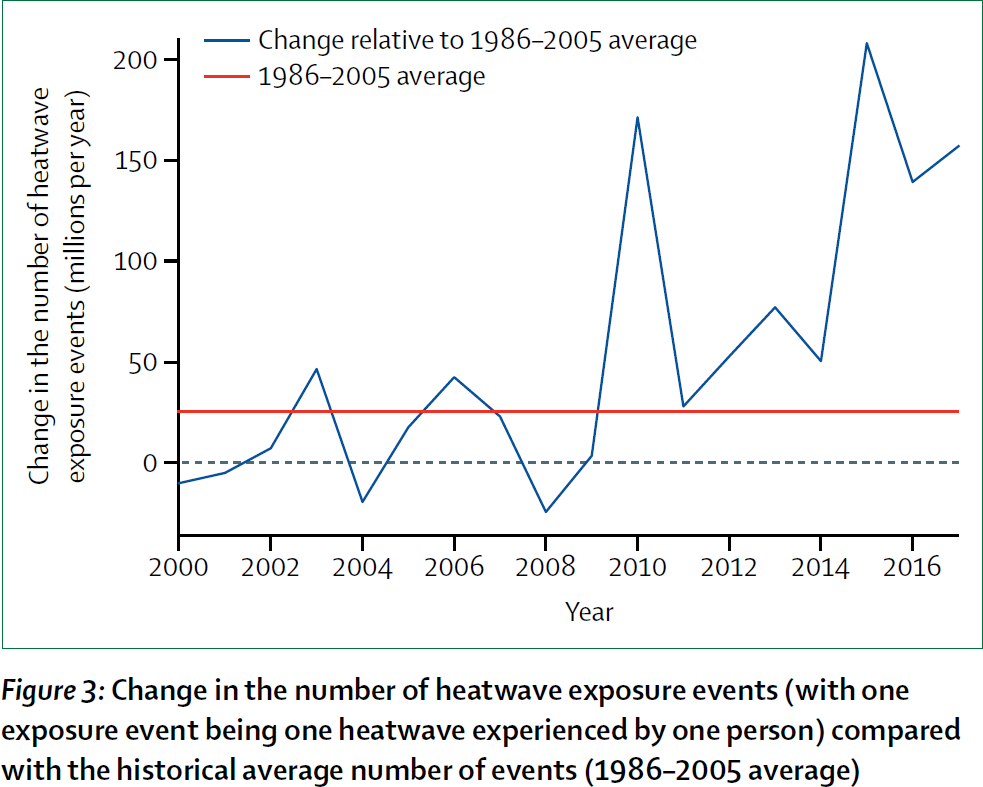 Change relative to 1986–2005 average
1986–2005 average
Change in the number of heatwave
exposure events (millions per year)
200
150
100
50
0
2000 2002 2004 2006 2008 2010 2012 2014 2016
Year
Figure 3: Change in the number of heatwave exposure events (with one
exposure event being one heatwave experienced by one person) compared
with the historical average number of events (1986–2005 average)